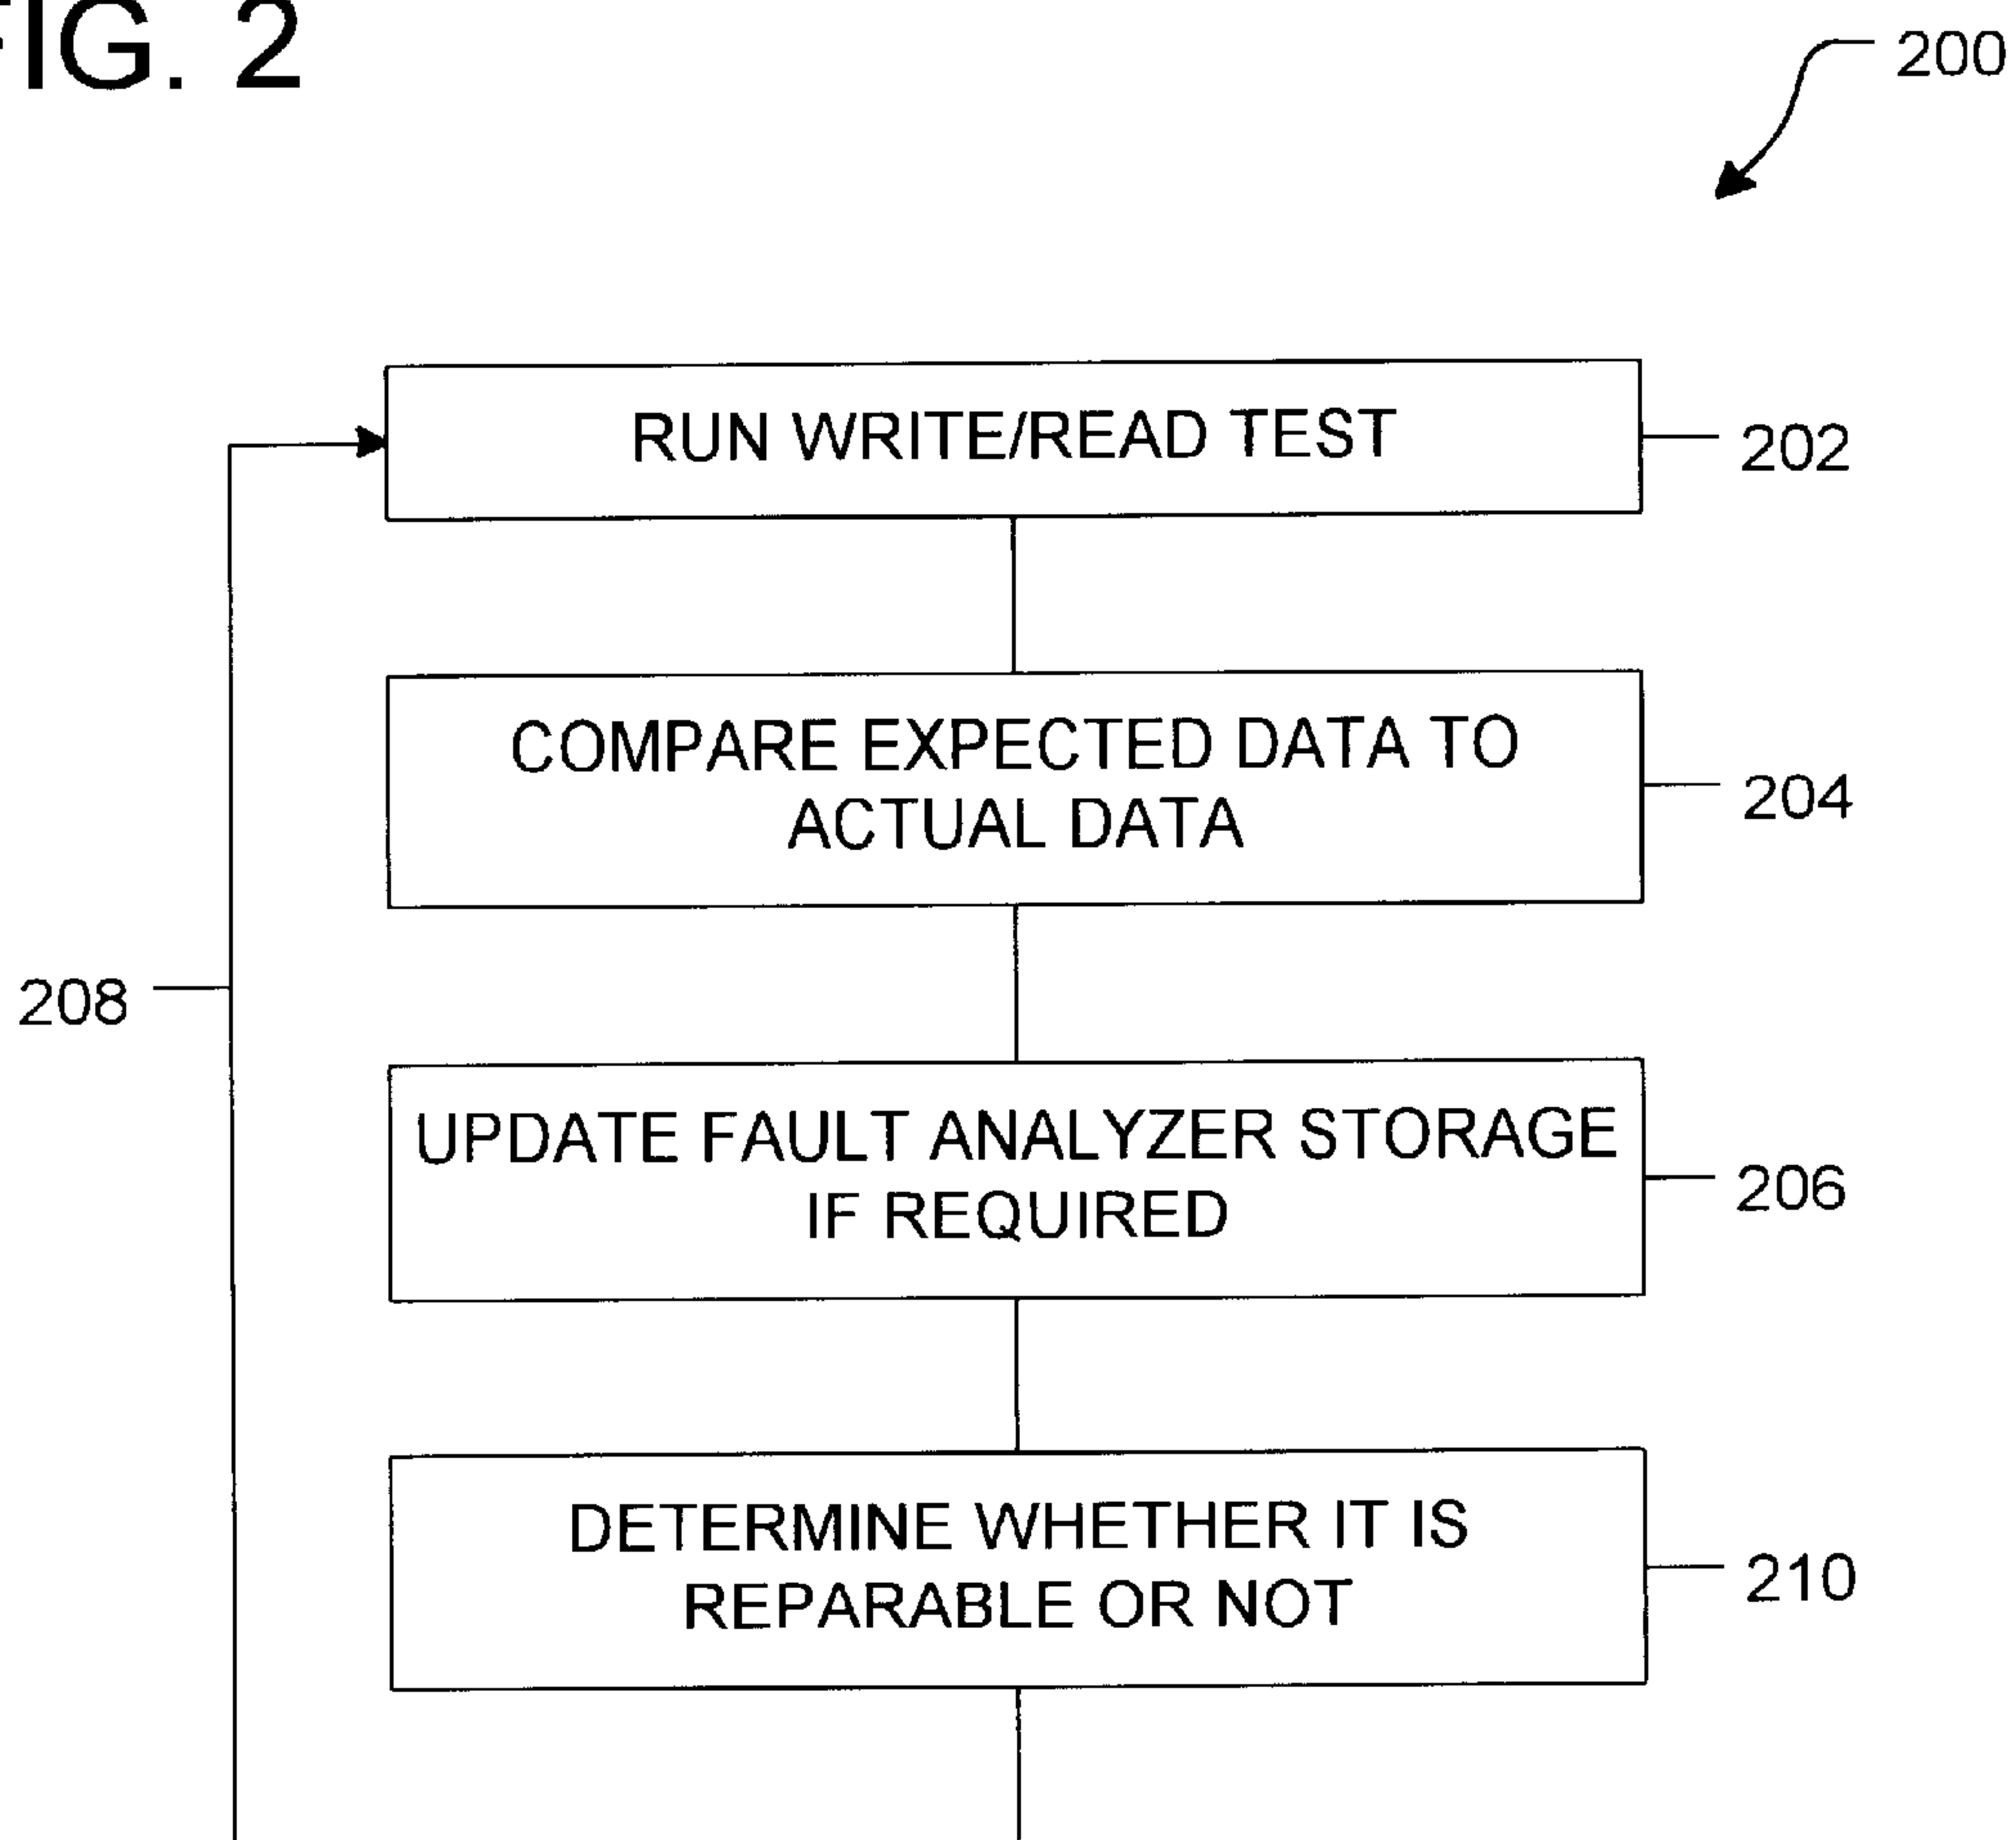 FIG. 2
200
RUN WRITE/READ TEST
202
COMPARE EXPECTED DATA TO
ACTUAL DATA
204
208
UPDATE FAULT ANALYZER STORAGE
IF REQUIRED
206
DETERMINE WHETHER IT IS
REPARABLE OR NOT
210